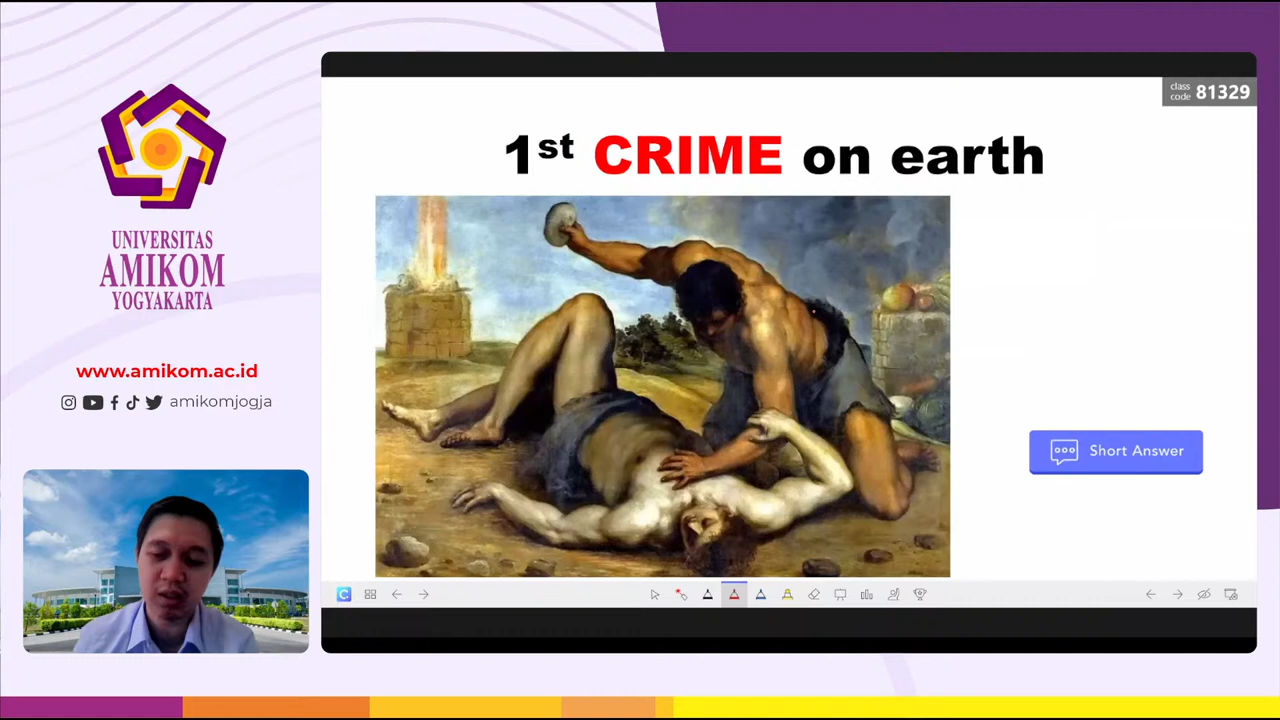 UNIVERSITAS
AMIKOM
YOGYAKARTA
www.amikom.ac.id
amikomjogja
class
code 81329
1st CRIME on earth
Short Answer